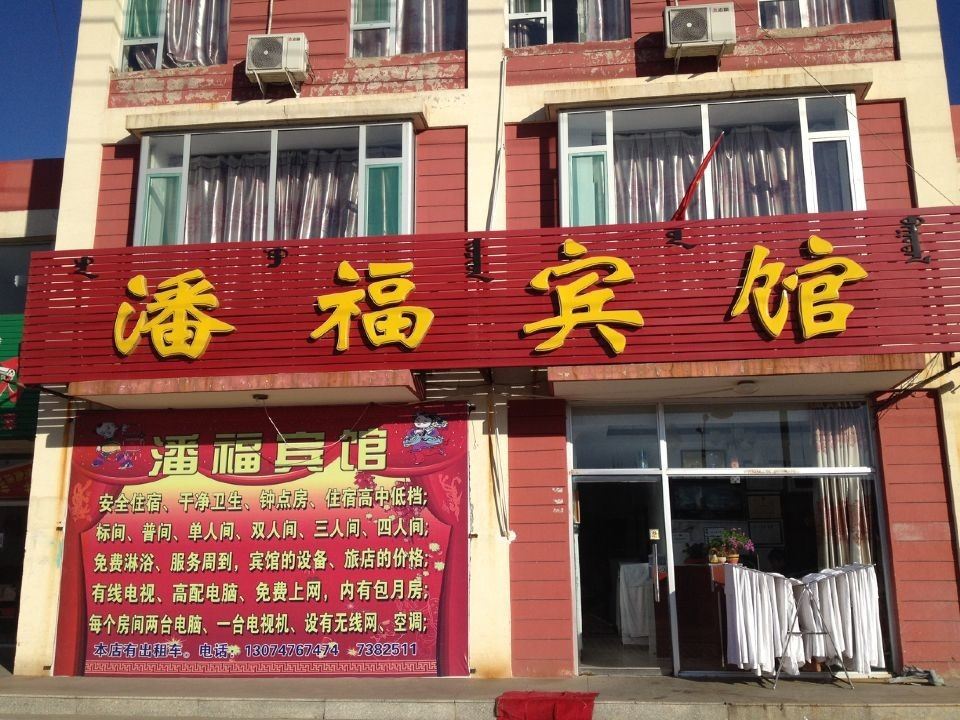 潘福宾馆
潘福宾馆
安全住宿、干净卫生、钟点房、住宿高中低档;
标间、普间、单人间、双人间、三人间、四人间;
免费淋浴、服务周到，宾馆的设备、旅店的价格;
有线电视、高配电脑、免费上网，内有包月房;
每个房间两台电脑、一台电视机、设有无线网、空调;
本店有出租车。电话：13074767474 7382511